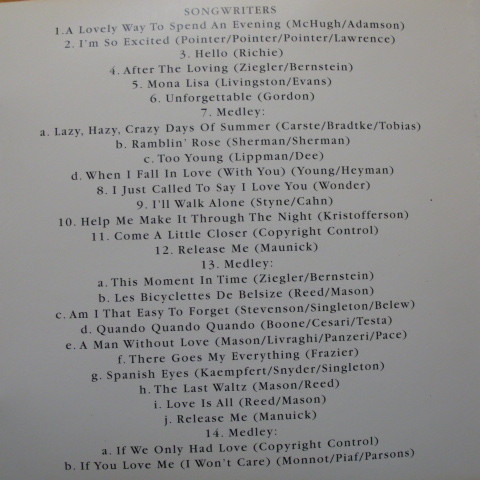 SONGWRITERS
1.A Lovely Way To Spend An Evening (McHugh/Adamson)
2. I'm So Excited (Pointer/Pointer/Pointer/Lawrence)
3. Hello (Richie)
4. After The Loving (Ziegler/Bernstein)
5. Mona Lisa (Livingston/Evans)
6. Unforgettable (Gordon)
7. Medley:
a. Lazy, Hazy, Crazy Days Of Summer (Carste/Bradtke/Tobias)
b. Ramblin' Rose (Sherman/Sherman)
c. Too Young (Lippman/Dee)
d. When I Fall In Love (With You) (Young/Heyman)
8. I Just Called To Say I Love You (Wonder)
9. I'll Walk Alone (Styne/Cahn)
10. Help Me Make It Through The Night (Kristofferson)
11. Come A Little Closer (Copyright Control)
12. Release Me (Maunick)
13. Medley:
a. This Moment In Time (Ziegler/Bernstein)
b. Les Bicyclettes De Belsize (Reed/Mason)
c. Am I That Easy To Forget (Stevenson/Singleton/Belew)
d. Quando Quando Quando (Boone/Cesari/Testa)
e. A Man Without Love (Mason/Livraghi/Panzeri/Pace)
f. There Goes My Everything (Frazier)
g. Spanish Eyes (Kaempfert/Snyder/Singleton)
h. The Last Waltz (Mason/Reed)
i. Love Is All (Reed/Mason)
j. Release Me (Manuick)
14. Medley:
a. If We Only Had Love (Copyright Control)
b. If You Love Me (I Won't Care) (Monnot/Piaf/Parsons)